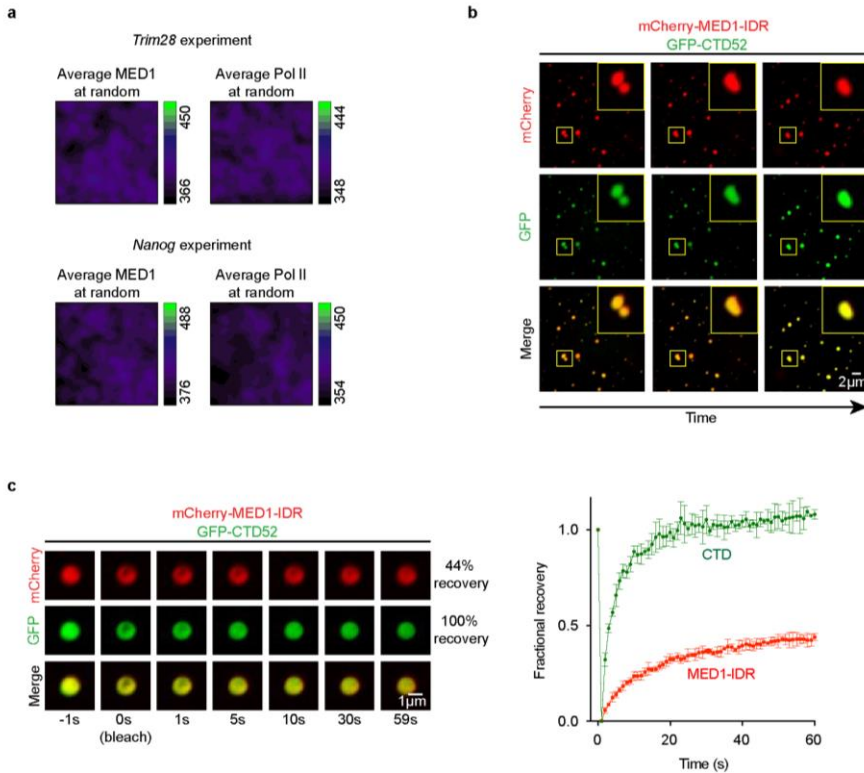 a
Trim28 experiment
Average MED1
at random
Average Pol II
at random
450
366
444
348
Nanog experiment
Average MED1
at random
Average Pol II
at random
488
376
450
354
b
mCherry-MED1-IDR
GFP-CTD52
mCherry
GFP
Merge
2µm
Time
c
mCherry-MED1-IDR
GFP-CTD52
mCherry
44%
recovery
GFP
100%
recovery
Merge
1µm
-1s 0s 1s 5s 10s 30s 59s
(bleach)
Fractional recovery
1.0
0.5
0.0
CTD
MED1-IDR
0 20 40 60
Time (s)